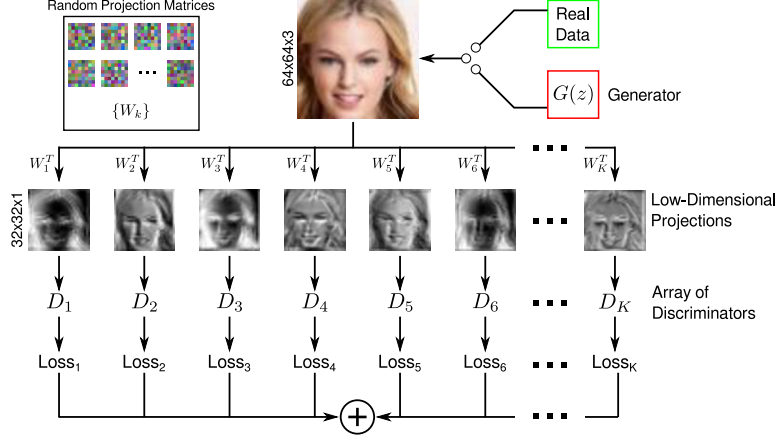 Random Projection Matrices
{W_k}
64x64x3
Real
Data
G(z)
Generator
W_1^T
W_2^T
W_3^T
W_4^T
W_5^T
W_6^T
W_K^T
32x32x1
Low-Dimensional
Projections
D_1
D_2
D_3
D_4
D_5
D_6
D_K
Array of
Discriminators
Loss_1
Loss_2
Loss_3
Loss_4
Loss_5
Loss_6
Loss_K
+